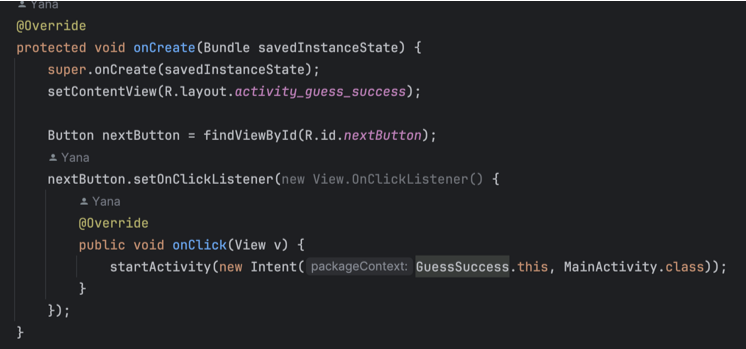 Yana
@Override
protected void onCreate(Bundle savedInstanceState) {
super.onCreate(savedInstanceState);
setContentView(R.layout.activity_guess_success);
Button nextButton = findViewById(R.id.nextButton);
Yana
nextButton.setOnClickListener(new View.OnClickListener() {
Yana
@Override
public void onClick(View v) {
startActivity(new Intent( packageContext: GuessSuccess.this, MainActivity.class));
}
});
}